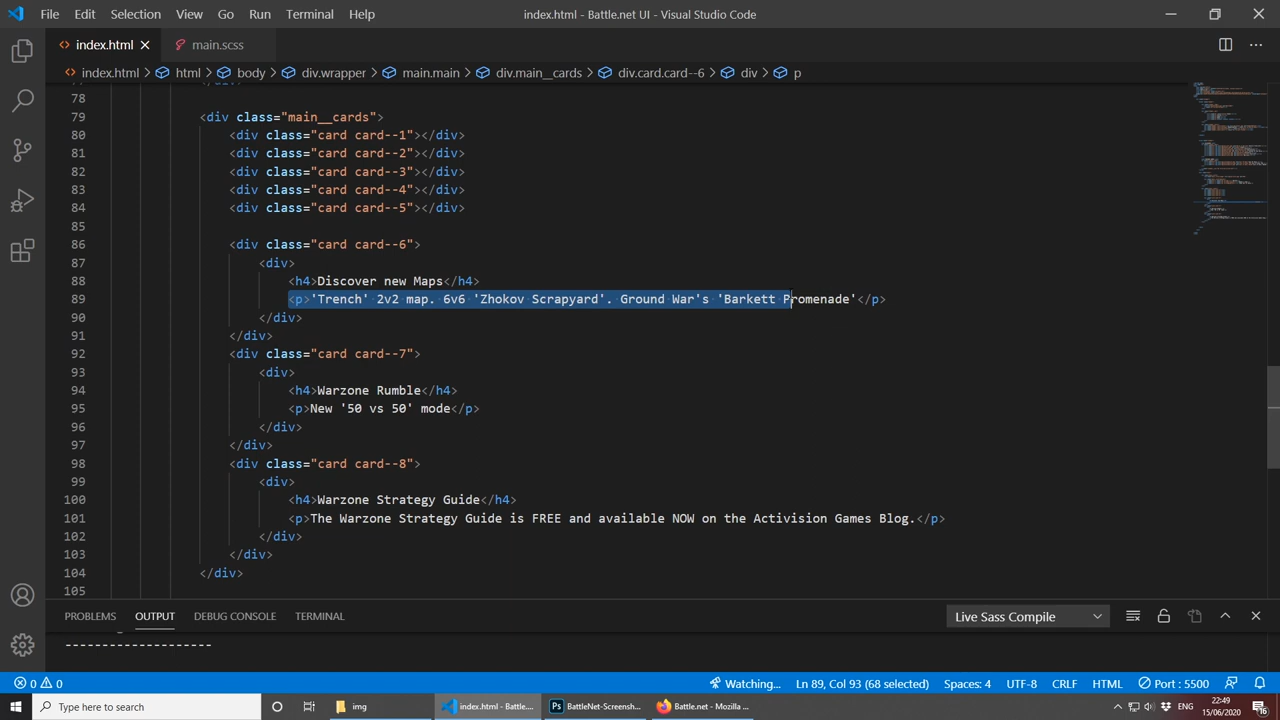 File Edit Selection View Go Run Terminal Help index.html - Battle.net UI - Visual Studio Code
index.html main.scss
index.html html body div.wrapper main.main div.main__cards div.card.card--6 div p
78
79 <div class="main__cards">
80 <div class="card card--1"></div>
81 <div class="card card--2"></div>
82 <div class="card card--3"></div>
83 <div class="card card--4"></div>
84 <div class="card card--5"></div>
85
86 <div class="card card--6">
87 <div>
88 <h4>Discover new Maps</h4>
89 <p>'Trench' 2v2 map. 6v6 'Zhokov Scrapyard'. Ground War's 'Barkett Promenade'</p>
90 </div>
91 </div>
92 <div class="card card--7">
93 <div>
94 <h4>Warzone Rumble</h4>
95 <p>New '50 vs 50' mode</p>
96 </div>
97 </div>
98 <div class="card card--8">
99 <div>
100 <h4>Warzone Strategy Guide</h4>
101 <p>The Warzone Strategy Guide is FREE and available NOW on the Activision Games Blog.</p>
102 </div>
103 </div>
104 </div>
105
PROBLEMS OUTPUT DEBUG CONSOLE TERMINAL Live Sass Compile
--------------------
0 0 Watching... Ln 89, Col 93 (68 selected) Spaces: 4 UTF-8 CRLF HTML Port : 5500
Type here to search img index.html - Battle.... BattleNet-Screensh... Battle.net - Mozilla ... ENG 22:49 15/06/2020 16